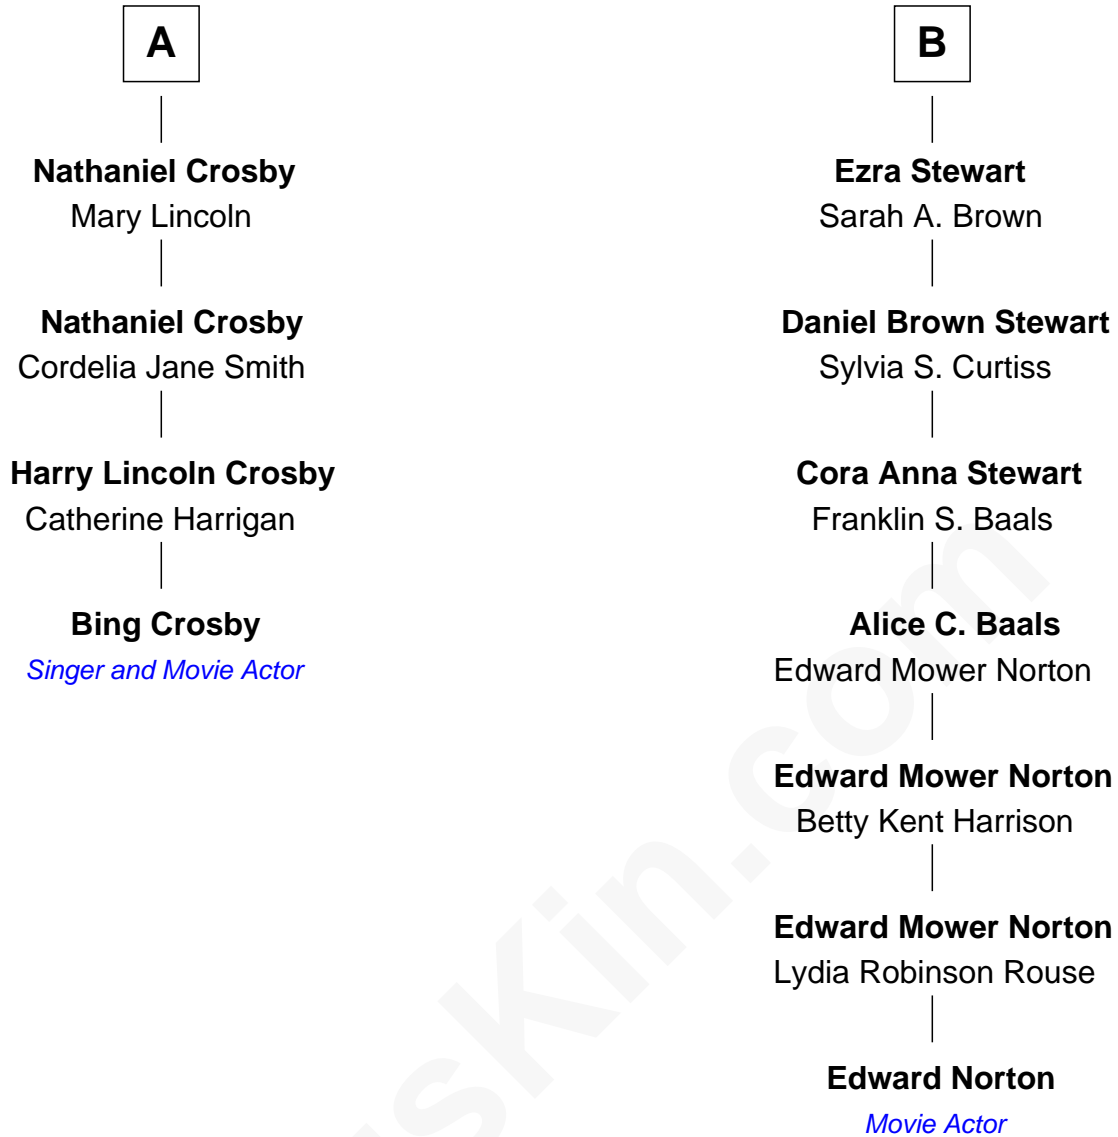 A
Nathaniel Crosby
Mary Lincoln
Nathaniel Crosby
Cordelia Jane Smith
Harry Lincoln Crosby
Catherine Harrigan
Bing Crosby
Singer and Movie Actor
B
Ezra Stewart
Sarah A. Brown
Daniel Brown Stewart
Sylvia S. Curtiss
Cora Anna Stewart
Franklin S. Baals
Alice C. Baals
Edward Mower Norton
Edward Mower Norton
Betty Kent Harrison
Edward Mower Norton
Lydia Robinson Rouse
Edward Norton
Movie Actor
usKin.com